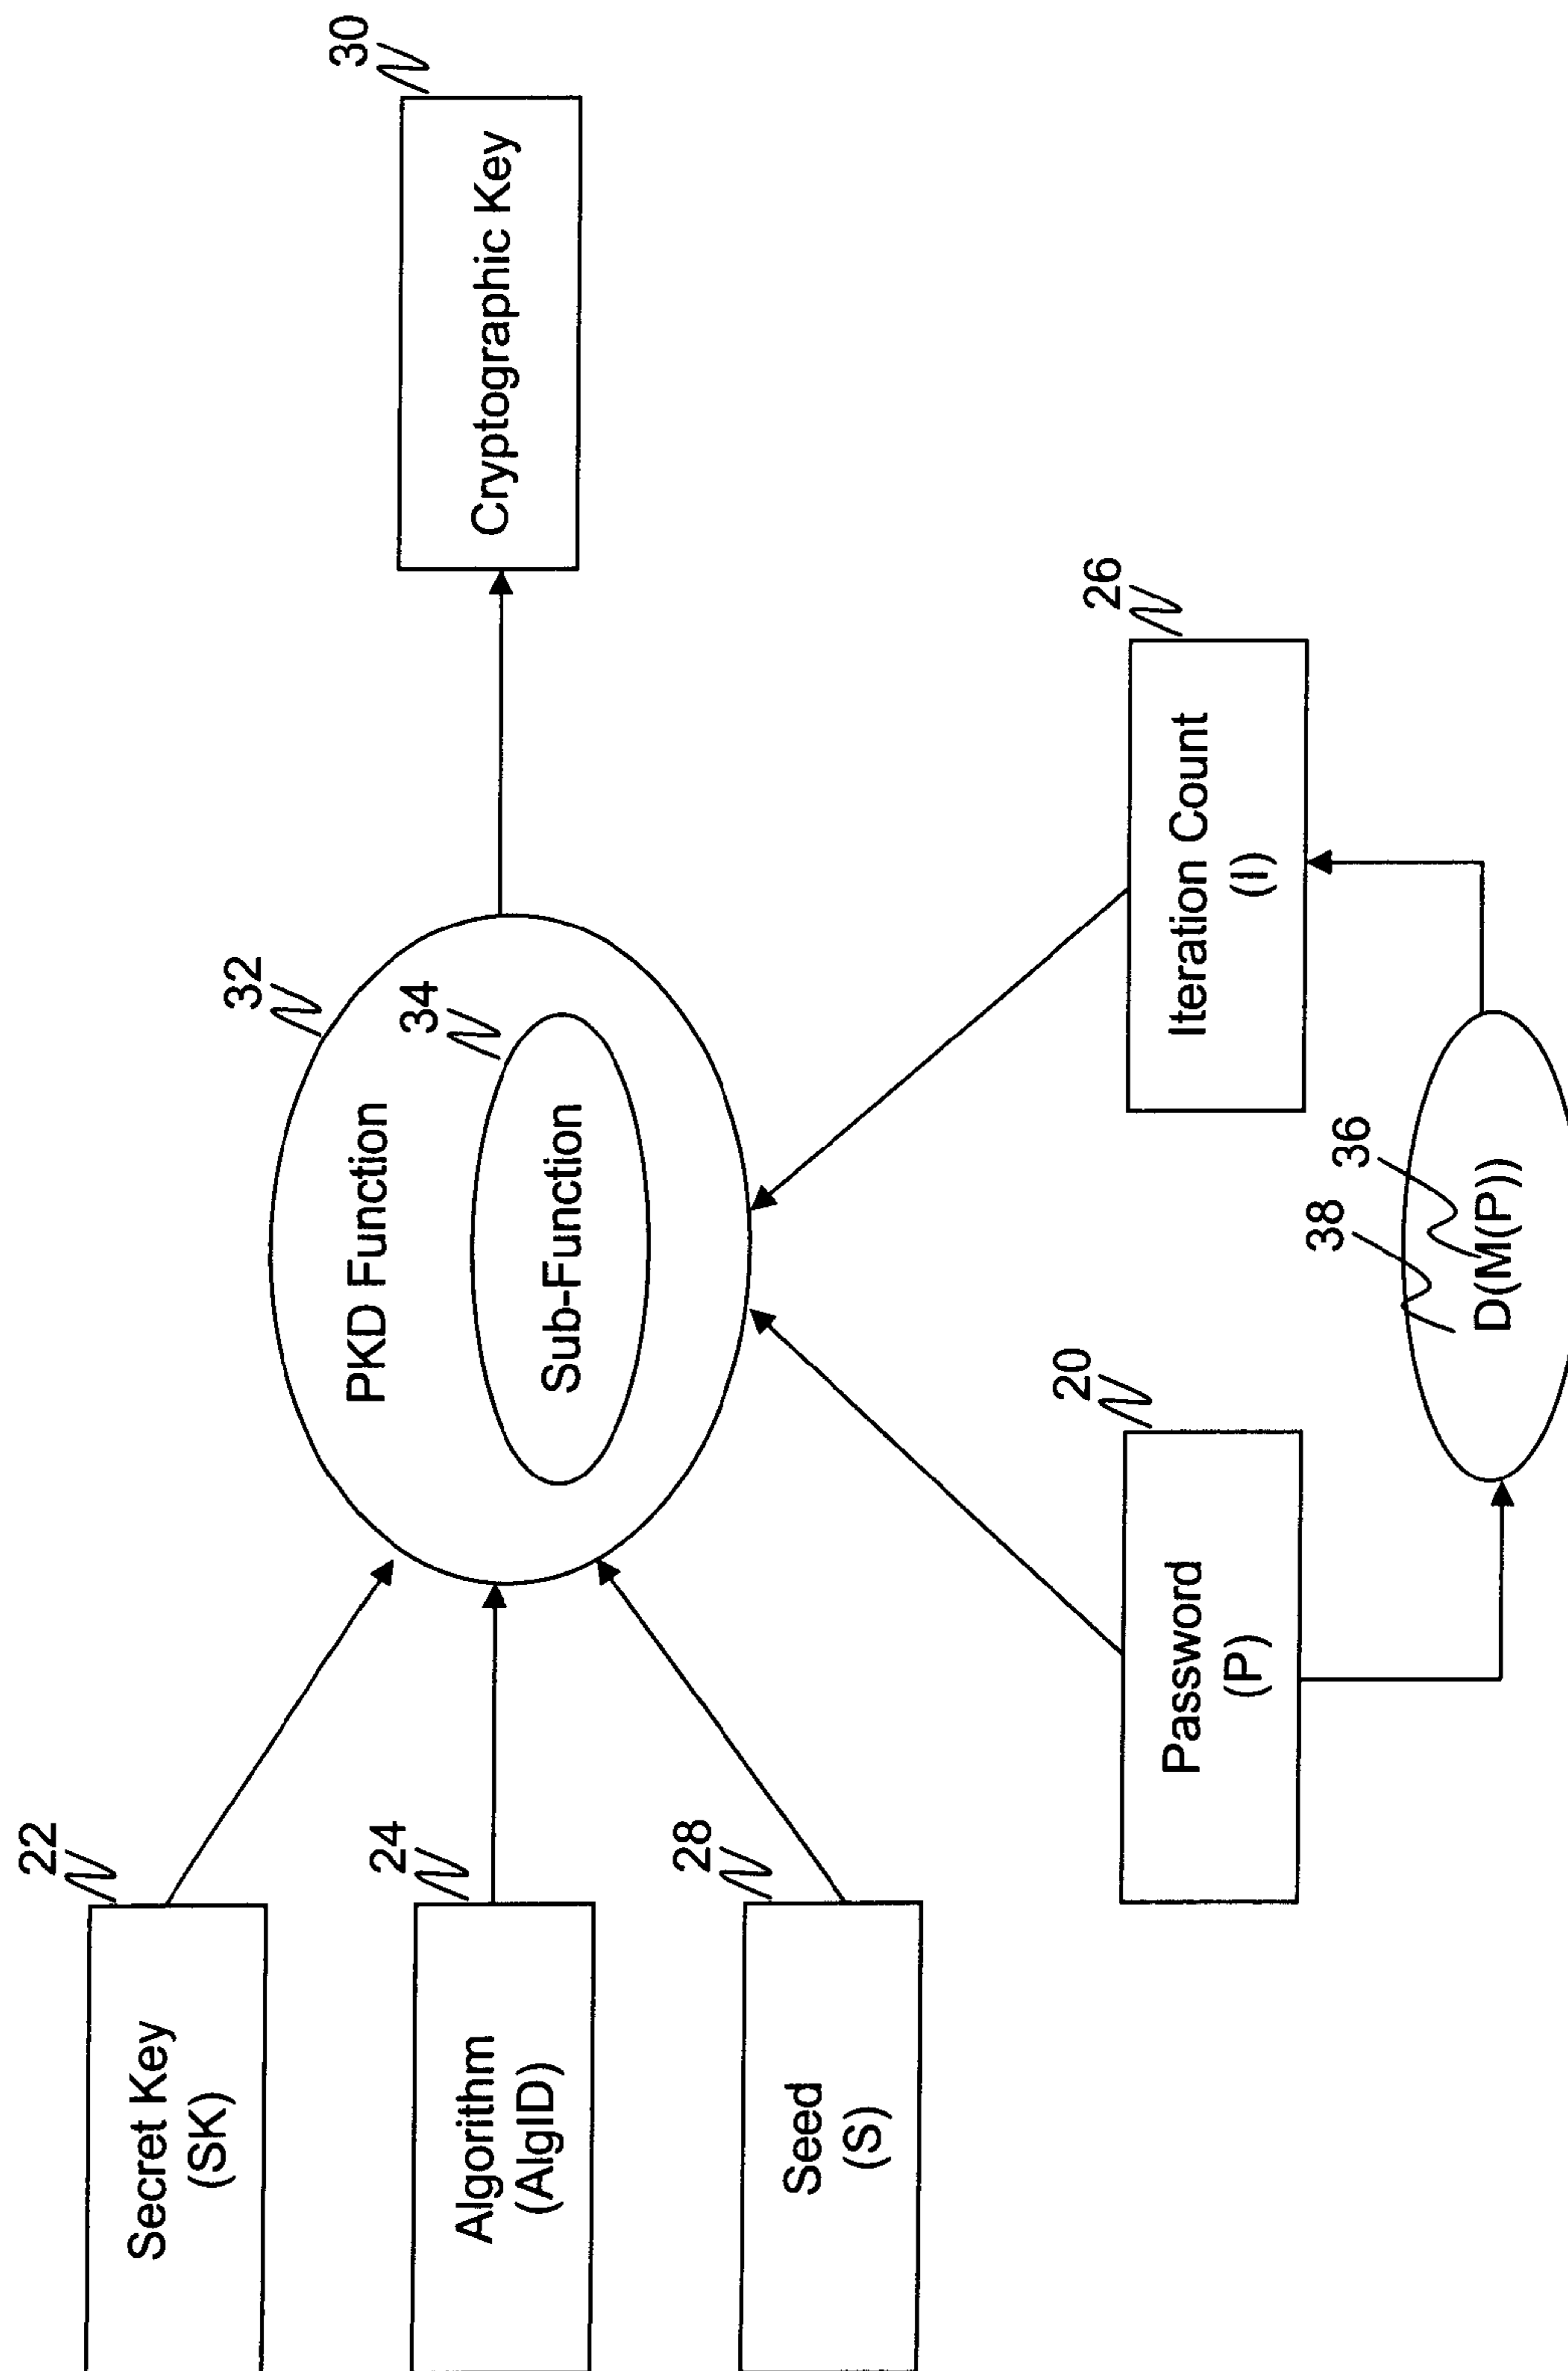 22
Secret Key
(SK)
24
Algorithm
(AlgID)
28
Seed
(S)
32
PKD Function
34
Sub-Function
30
Cryptographic Key
20
Password
(P)
26
Iteration Count
(I)
38
36
D(M(P))